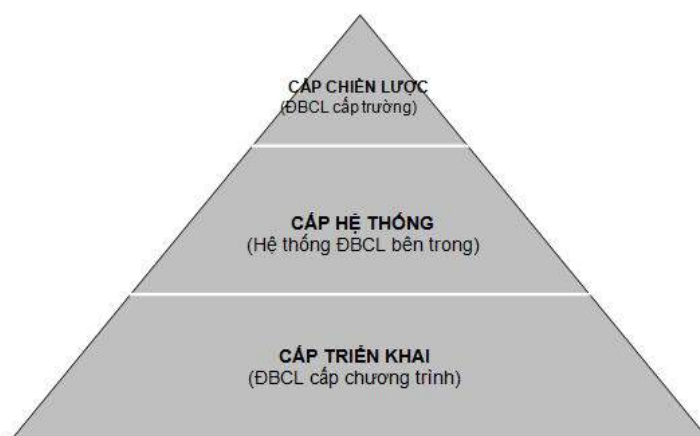 CẤP CHIẾN LƯỢC
(ĐBCL cấp trường)
CẤP HỆ THỐNG
(Hệ thống ĐBCL bên trong)
CẤP TRIỂN KHAI
(ĐBCL cấp chương trình)